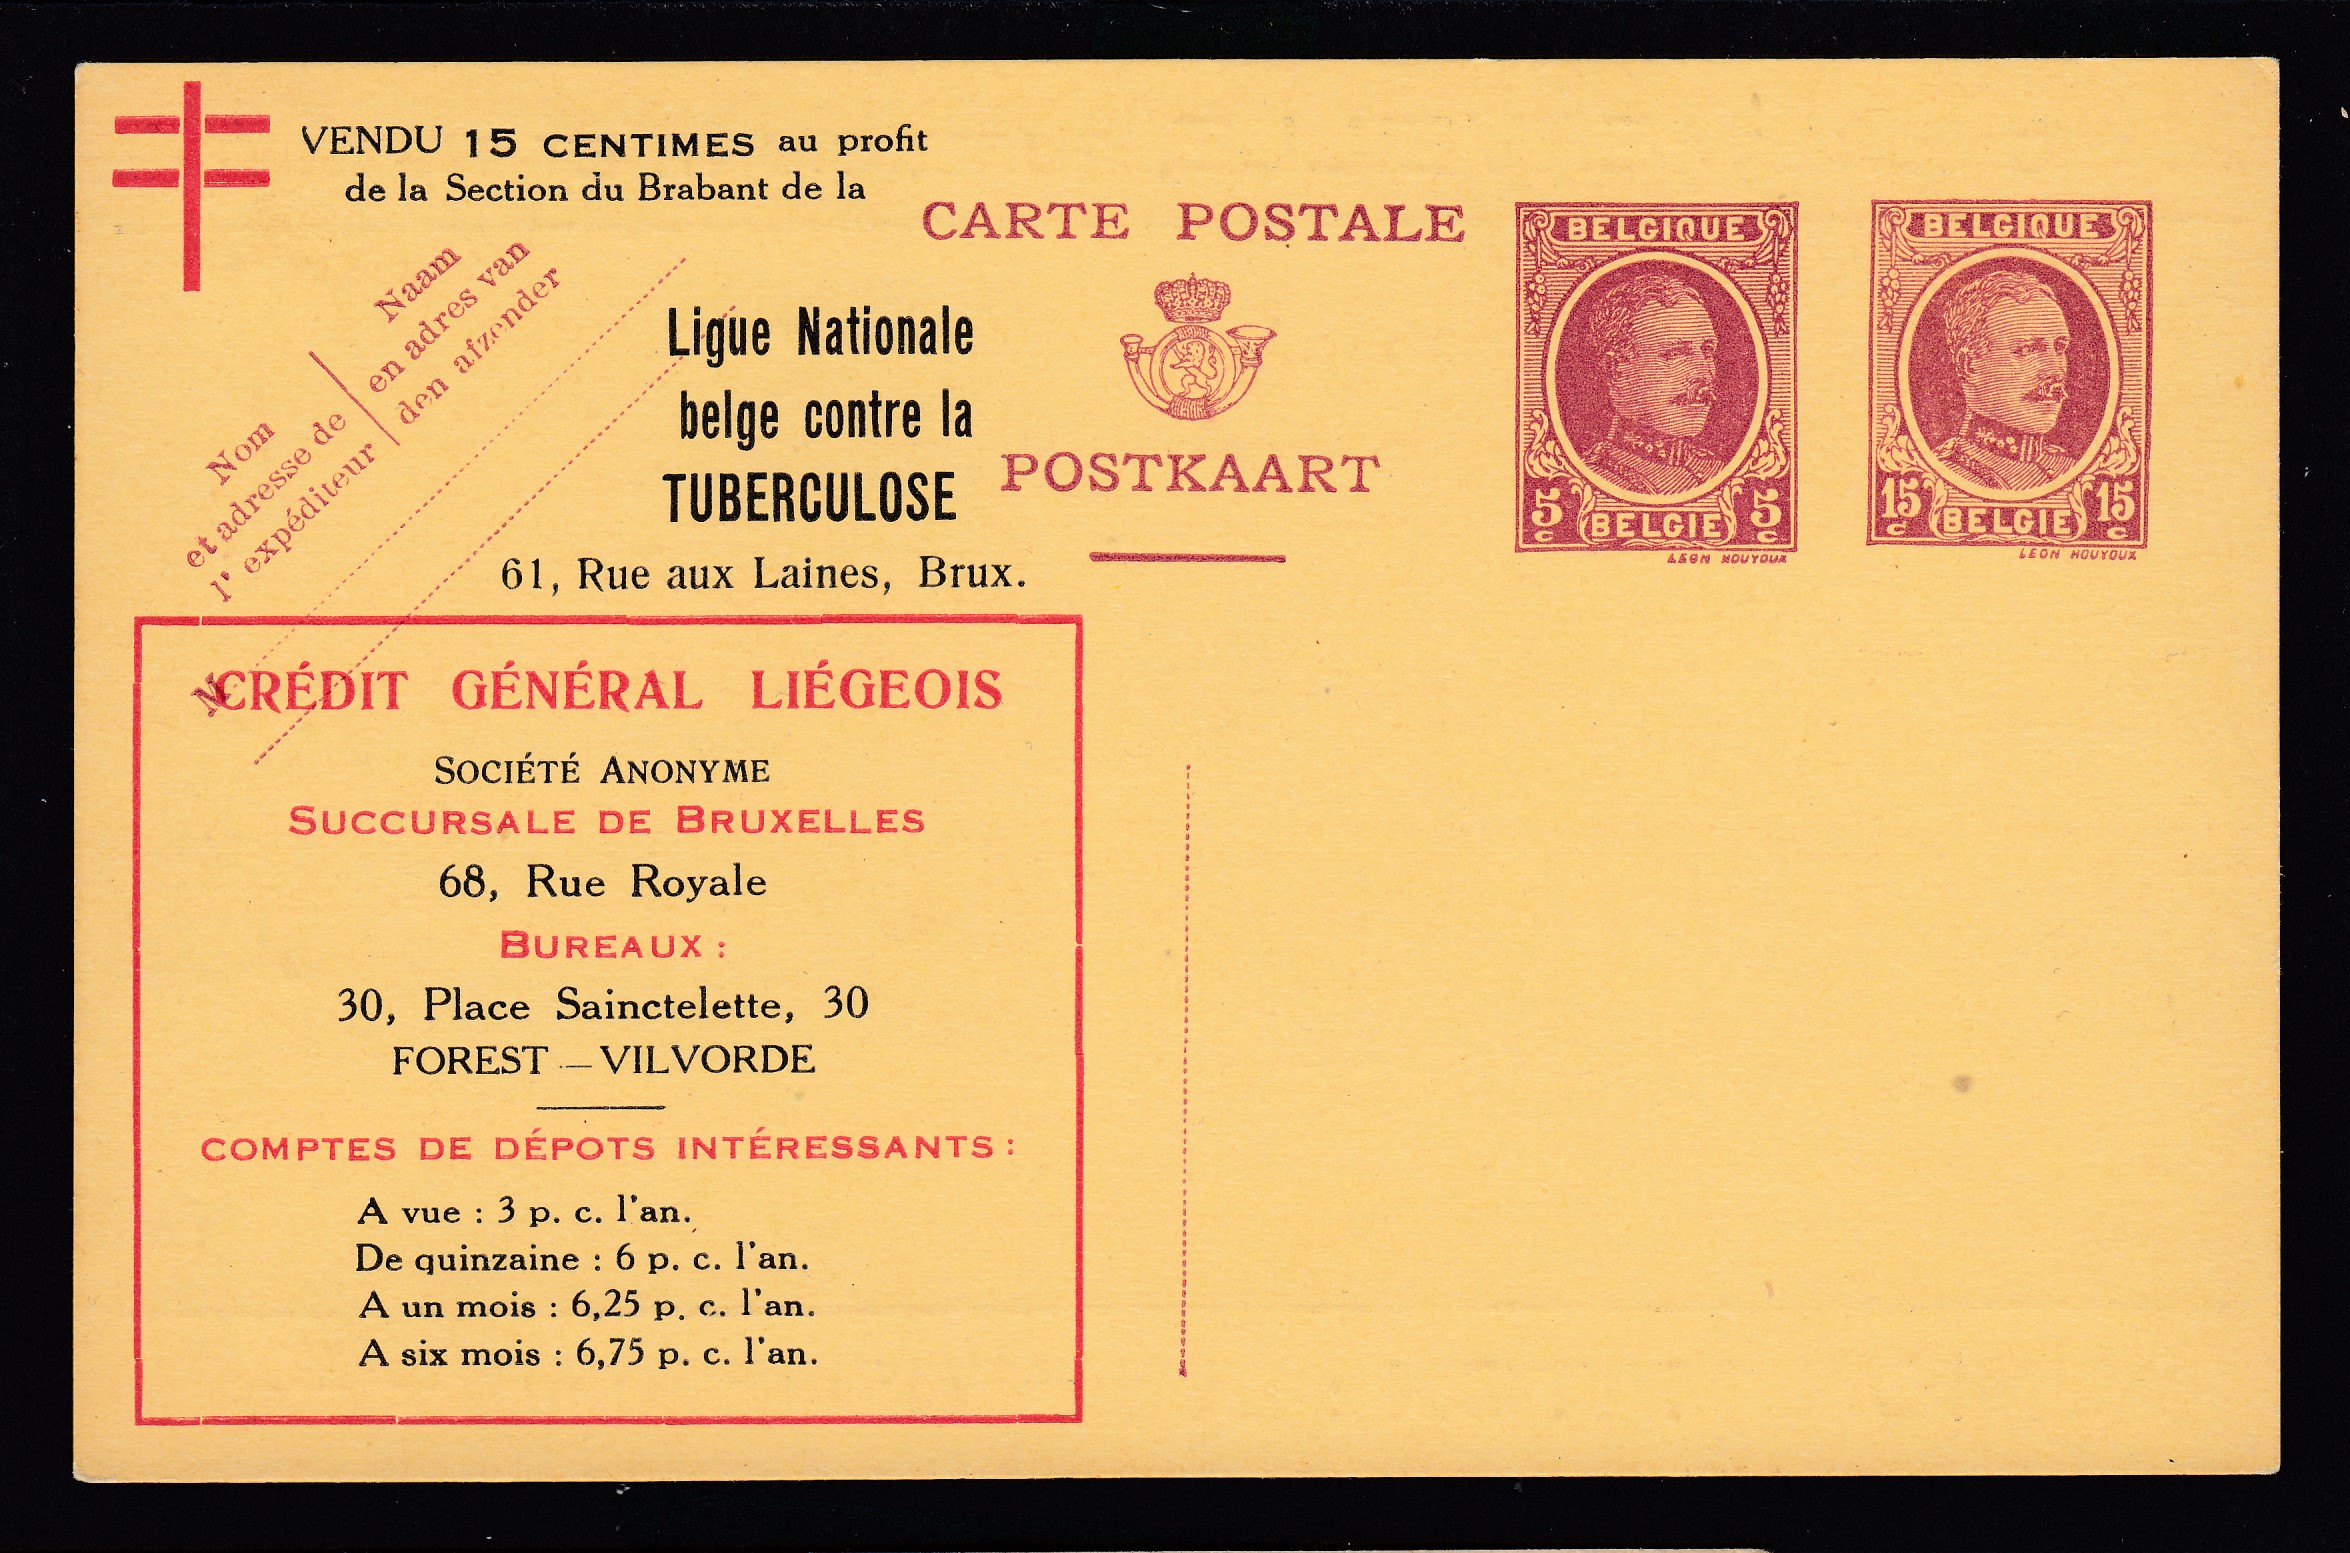 VENDU 15 CENTIMES au profit
de la Section du Brabant de la
Ligue Nationale
belge contre la
TUBERCULOSE
61, Rue aux Laines, Brux.
Nom
et adresse de
l'expéditeur
Naam
en adres van
den afzender
CARTE POSTALE
POSTKAART
BELGIQUE
5c 5c
BELGIE
LEON HOUYOUX
BELGIQUE
15c 15c
BELGIE
LEON HOUYOUX
M
CRÉDIT GÉNÉRAL LIÉGEOIS
SOCIÉTÉ ANONYME
SUCCURSALE DE BRUXELLES
68, Rue Royale
BUREAUX :
30, Place Sainctelette, 30
FOREST — VILVORDE
COMPTES DE DÉPOTS INTÉRESSANTS :
A vue : 3 p. c. l'an.
De quinzaine : 6 p. c. l'an.
A un mois : 6,25 p. c. l'an.
A six mois : 6,75 p. c. l'an.